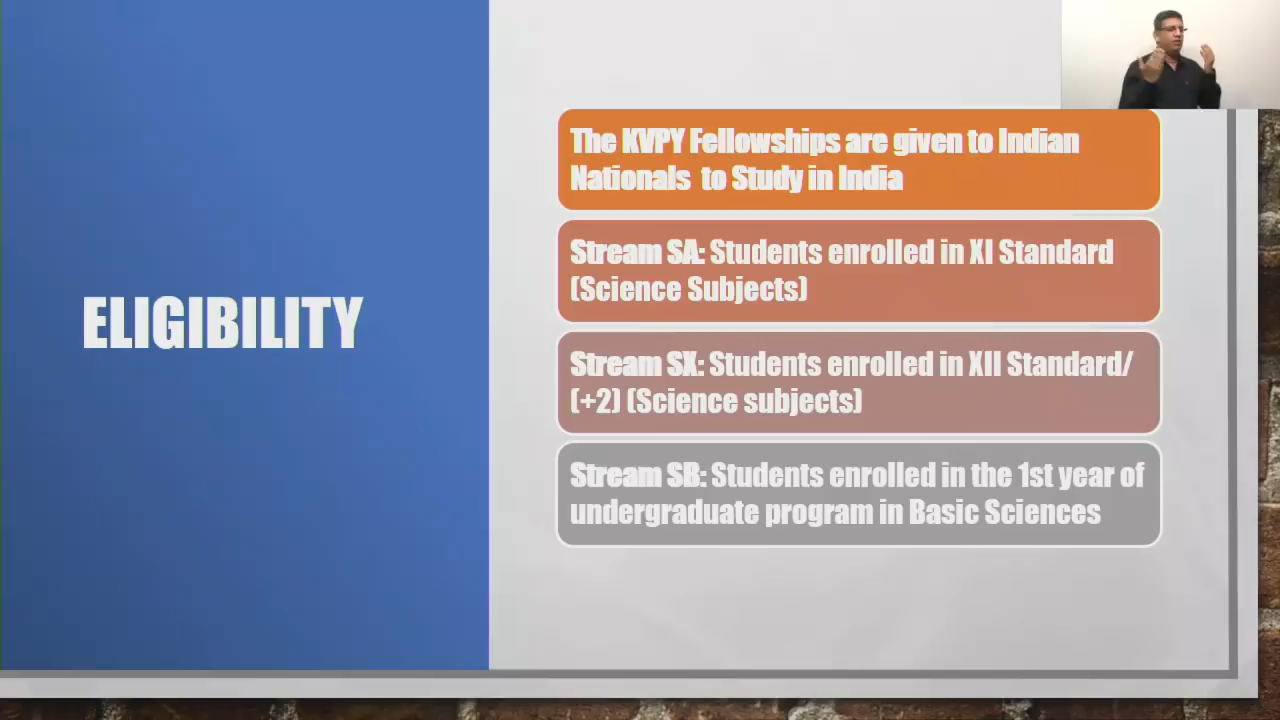 ELIGIBILITY
The KVPY Fellowships are given to Indian
Nationals to Study in India
Stream SA: Students enrolled in XI Standard
(Science Subjects)
Stream SX: Students enrolled in XII Standard/
(+2) (Science subjects)
Stream SB: Students enrolled in the 1st year of
undergraduate program in Basic Sciences